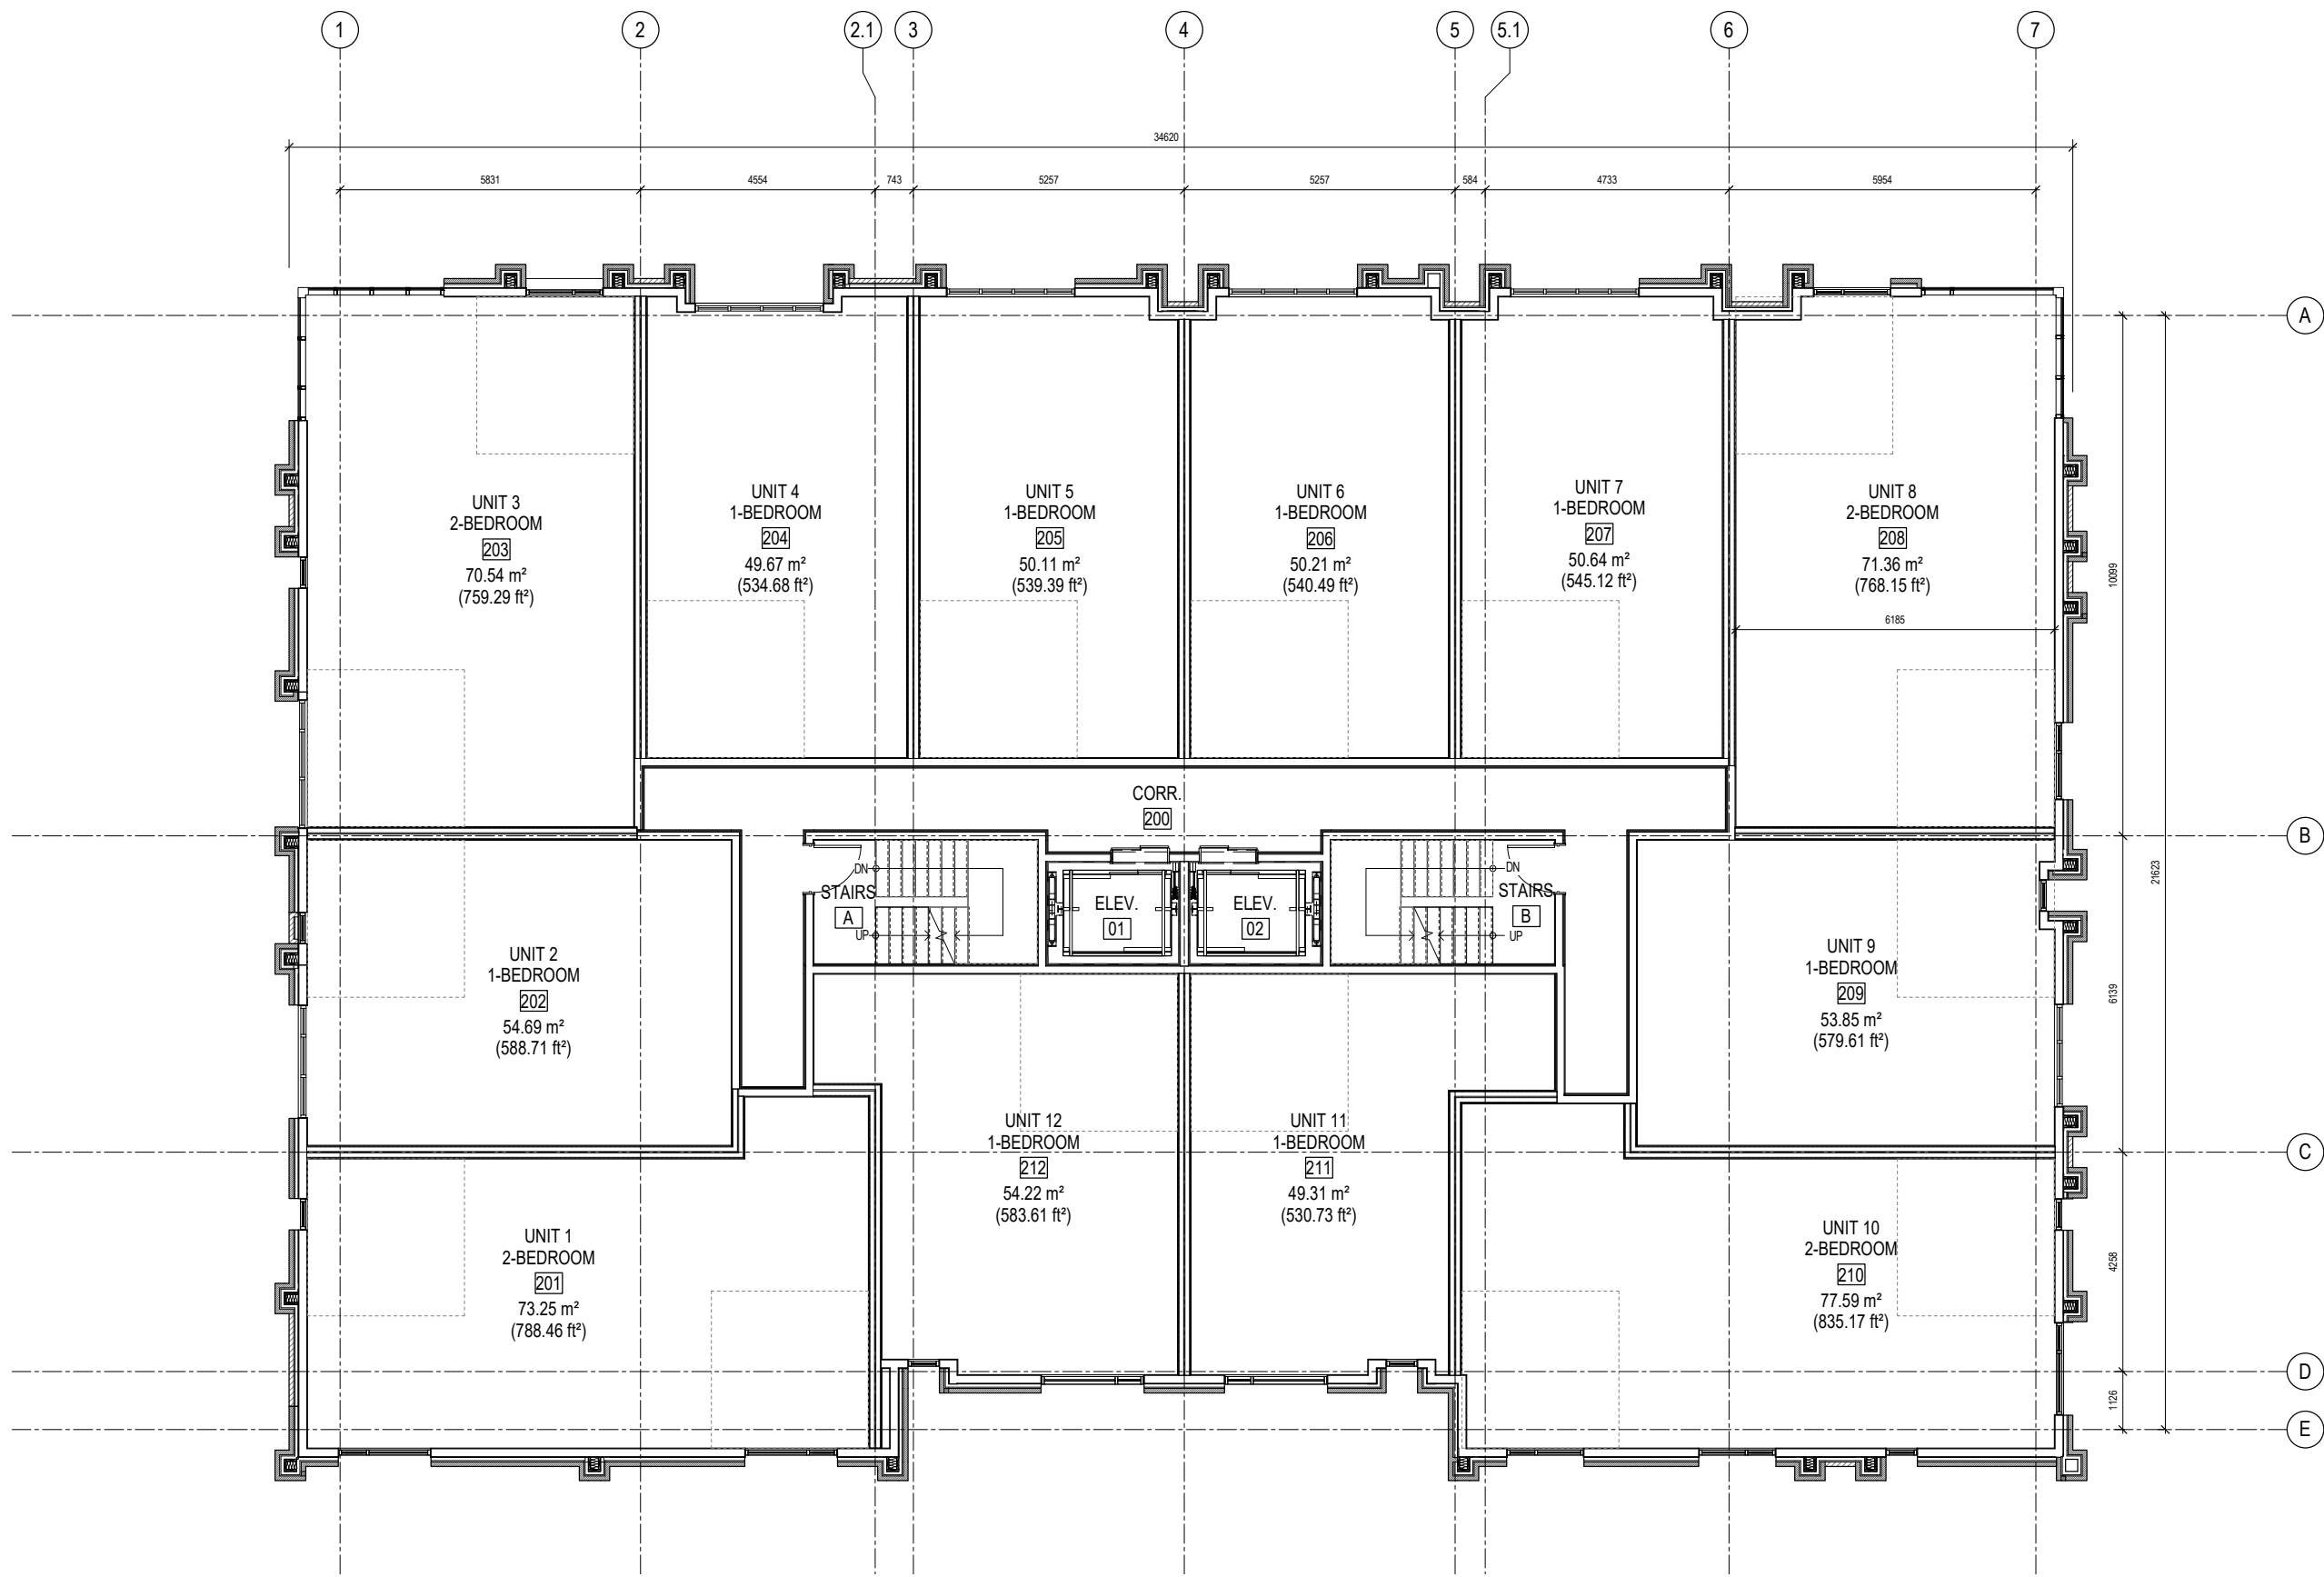 1 2 2.1 3 4 5 5.1 6 7
34620
5831 4554 743 5257 5257 584 4733 5954
A
UNIT 3
2-BEDROOM
203
70.54 m²
(759.29 ft²)
UNIT 4
1-BEDROOM
204
49.67 m²
(534.68 ft²)
UNIT 5
1-BEDROOM
205
50.11 m²
(539.39 ft²)
UNIT 6
1-BEDROOM
206
50.21 m²
(540.49 ft²)
UNIT 7
1-BEDROOM
207
50.64 m²
(545.12 ft²)
UNIT 8
2-BEDROOM
208
71.36 m²
(768.15 ft²)
6185
10099
21623
CORR.
200
B
DN
STAIRS
A
UP
ELEV.
01
ELEV.
02
DN
STAIRS
B
UP
UNIT 2
1-BEDROOM
202
54.69 m²
(588.71 ft²)
UNIT 9
1-BEDROOM
209
53.85 m²
(579.61 ft²)
6139
UNIT 12
1-BEDROOM
212
54.22 m²
(583.61 ft²)
UNIT 11
1-BEDROOM
211
49.31 m²
(530.73 ft²)
C
UNIT 1
2-BEDROOM
201
73.25 m²
(788.46 ft²)
UNIT 10
2-BEDROOM
210
77.59 m²
(835.17 ft²)
4258
D
1126
E